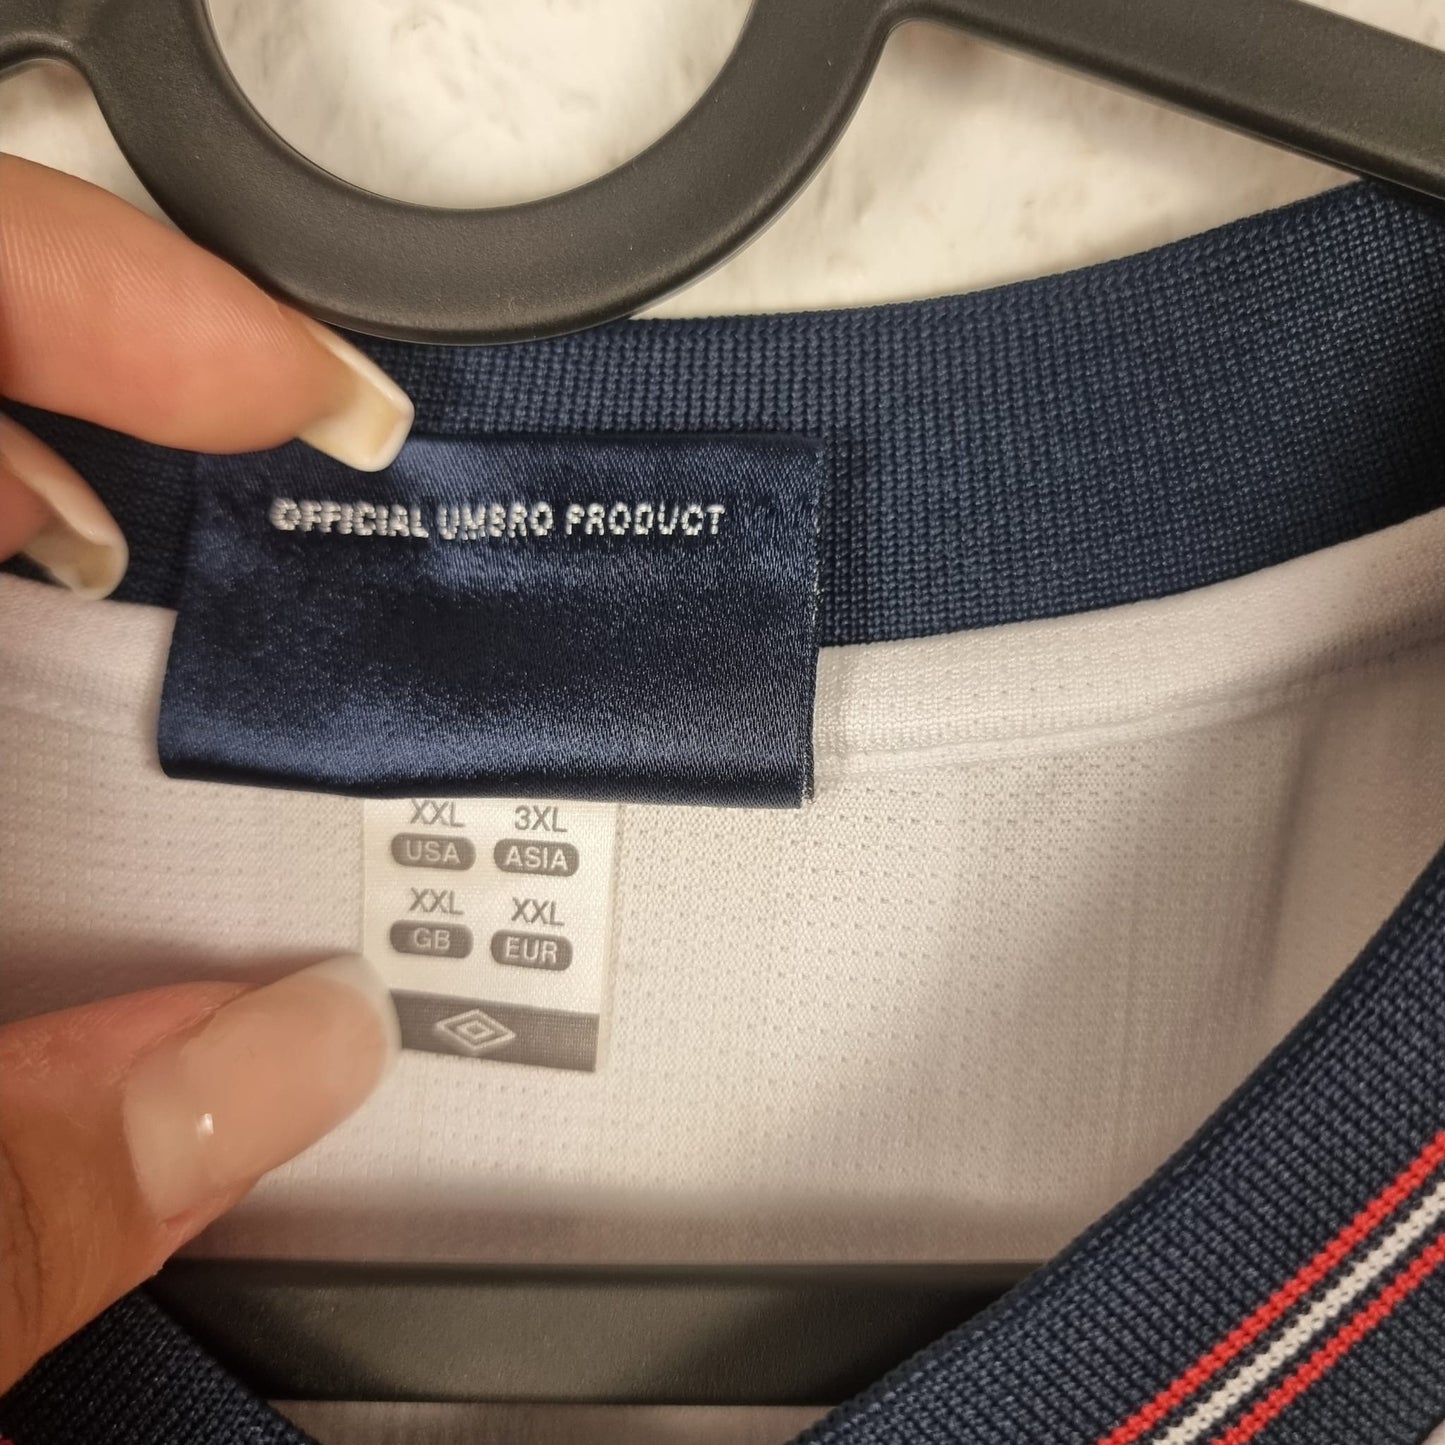 OFFICIAL UMBRO PRODUCT
XXL 3XL
USA ASIA
XXL XXL
GB EUR